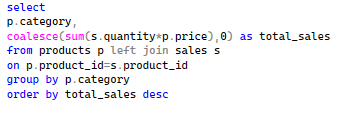 select
p.category,
coalesce(sum(s.quantity*p.price),0) as total_sales
from products p left join sales s
on p.product_id=s.product_id
group by p.category
order by total_sales desc